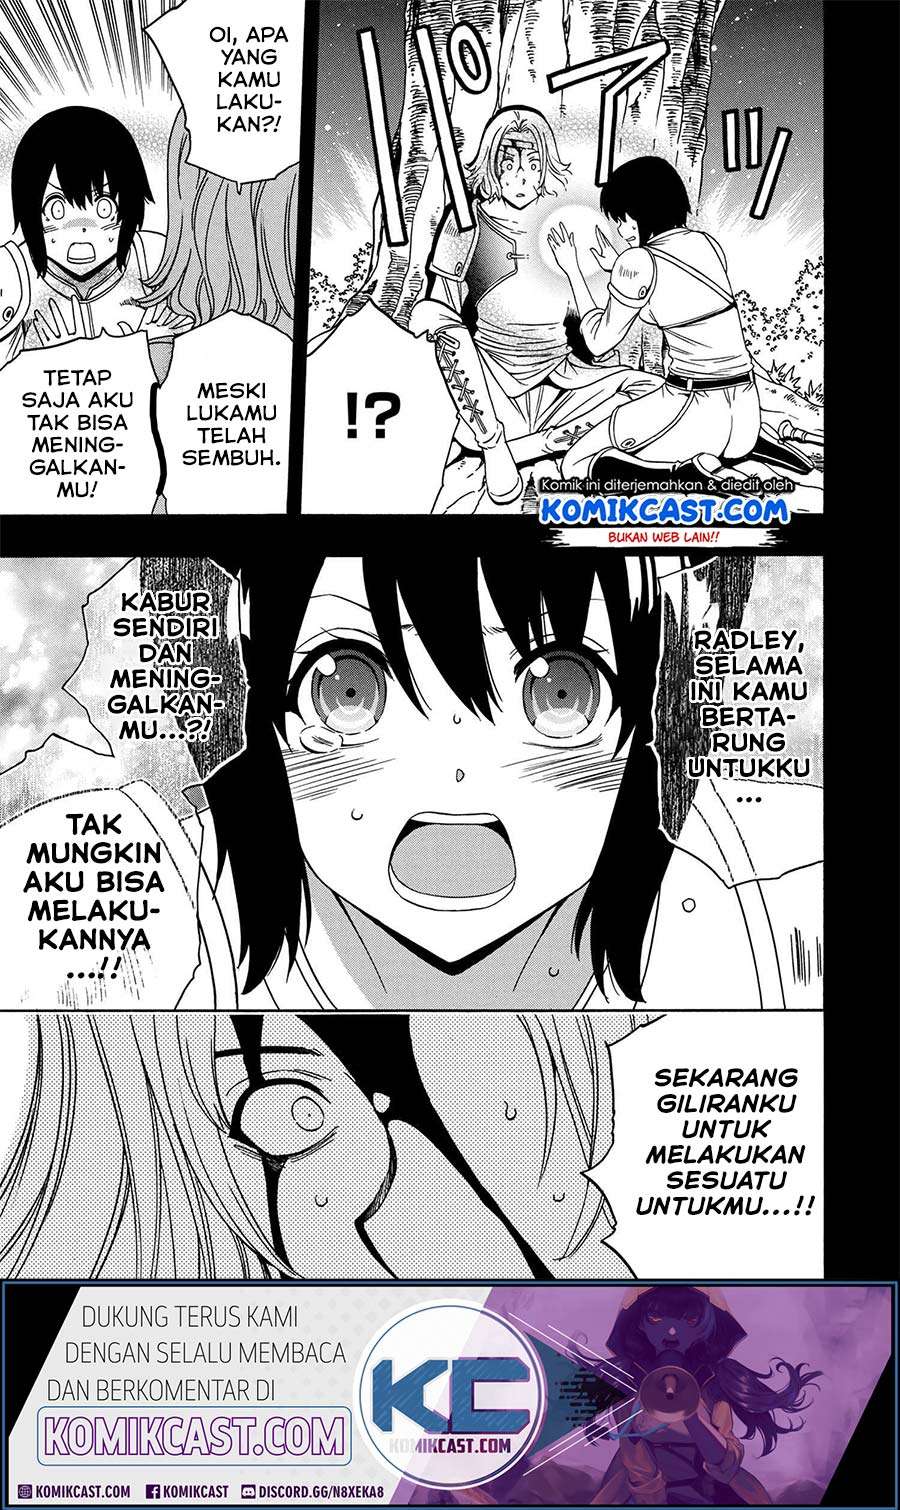 パァァ
!?
OI, APA
YANG
KAMU
LAKU-
KAN?!
MESKI
LUKAMU
TELAH
SEMBUH.
TETAP
SAJA AKU
TAK BISA
MENING-
GALKAN-
MU!
Komik ini diterjemahkan & diedit oleh
KOMIKCAST.COM
BUKAN WEB LAIN!!
RADLEY,
SELAMA
INI KAMU
BERTA-
RUNG
UNTUKKU
...
KABUR
SENDIRI
DAN
MENING-
GALKAN-
MU...?!
TAK
MUNGKIN
AKU BISA
MELAKU-
KANNYA
...!!
SEKARANG
GILIRANKU
UNTUK
MELAKUKAN
SESUATU
UNTUKMU...!!
DUKUNG TERUS KAMI
DENGAN SELALU MEMBACA
DAN BERKOMENTAR DI
KOMIKCAST.COM
KOMIKCAST.COM KOMIKCAST DISCORD.GG/N8XEKA8
KC
KOMIKCAST.COM